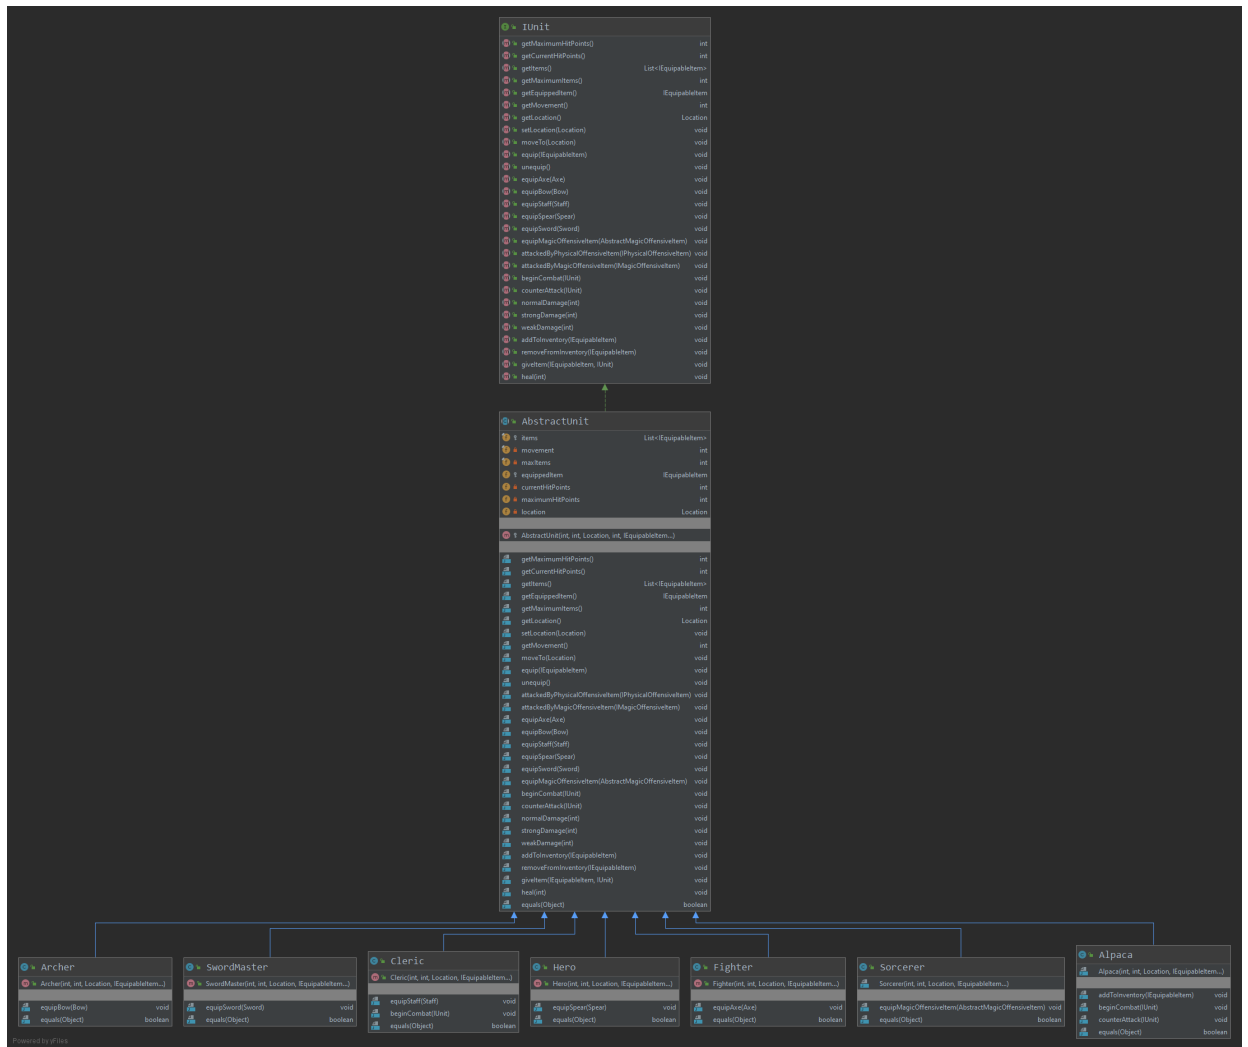 IUnit
getMaximumHitPoints() int
getCurrentHitPoints() int
getItems() List<IEquipableItem>
getMaximumItems() int
getEquippedItem() IEquipableItem
getMovement() int
getLocation() Location
setLocation(Location) void
moveTo(Location) void
equip(IEquipableItem) void
unequip() void
equipAxe(Axe) void
equipBow(Bow) void
equipStaff(Staff) void
equipSpear(Spear) void
equipSword(Sword) void
equipMagicOffensiveItem(AbstractMagicOffensiveItem) void
attackedByPhysicalOffensiveItem(IPhysicalOffensiveItem) void
attackedByMagicOffensiveItem(IMagicOffensiveItem) void
beginCombat(IUnit) void
counterAttack(IUnit) void
normalDamage(int) void
strongDamage(int) void
weakDamage(int) void
addToInventory(IEquipableItem) void
removeFromInventory(IEquipableItem) void
giveItem(IEquipableItem, IUnit) void
heal(int) void
AbstractUnit
items List<IEquipableItem>
movement int
maxItems int
equippedItem IEquipableItem
currentHitPoints int
maximumHitPoints int
location Location
AbstractUnit(int, int, Location, int, IEquipableItem...)
getMaximumHitPoints() int
getCurrentHitPoints() int
getItems() List<IEquipableItem>
getEquippedItem() IEquipableItem
getMaximumItems() int
getLocation() Location
setLocation(Location) void
getMovement() int
moveTo(Location) void
equip(IEquipableItem) void
unequip() void
attackedByPhysicalOffensiveItem(IPhysicalOffensiveItem) void
attackedByMagicOffensiveItem(IMagicOffensiveItem) void
equipAxe(Axe) void
equipBow(Bow) void
equipStaff(Staff) void
equipSpear(Spear) void
equipSword(Sword) void
equipMagicOffensiveItem(AbstractMagicOffensiveItem) void
beginCombat(IUnit) void
counterAttack(IUnit) void
normalDamage(int) void
strongDamage(int) void
weakDamage(int) void
addToInventory(IEquipableItem) void
removeFromInventory(IEquipableItem) void
giveItem(IEquipableItem, IUnit) void
heal(int) void
equals(Object) boolean
Archer
Archer(int, int, Location, IEquipableItem...)
equipBow(Bow) void
equals(Object) boolean
SwordMaster
SwordMaster(int, int, Location, IEquipableItem...)
equipSword(Sword) void
equals(Object) boolean
Cleric
Cleric(int, int, Location, IEquipableItem...)
equipStaff(Staff) void
beginCombat(IUnit) void
equals(Object) boolean
Hero
Hero(int, int, Location, IEquipableItem...)
equipSpear(Spear) void
equals(Object) boolean
Fighter
Fighter(int, int, Location, IEquipableItem...)
equipAxe(Axe) void
equals(Object) boolean
Sorcerer
Sorcerer(int, int, Location, IEquipableItem...)
equipMagicOffensiveItem(AbstractMagicOffensiveItem) void
equals(Object) boolean
Alpaca
Alpaca(int, int, Location, IEquipableItem...)
addToInventory(IEquipableItem) void
beginCombat(IUnit) void
counterAttack(IUnit) void
equals(Object) boolean
Powered by yFiles